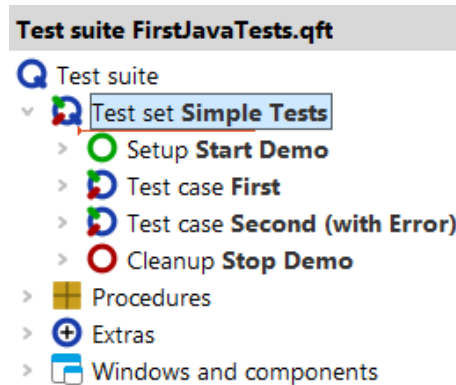 Test suite FirstJavaTests.qft
Test suite
Test set Simple Tests
Setup Start Demo
Test case First
Test case Second (with Error)
Cleanup Stop Demo
Procedures
Extras
Windows and components